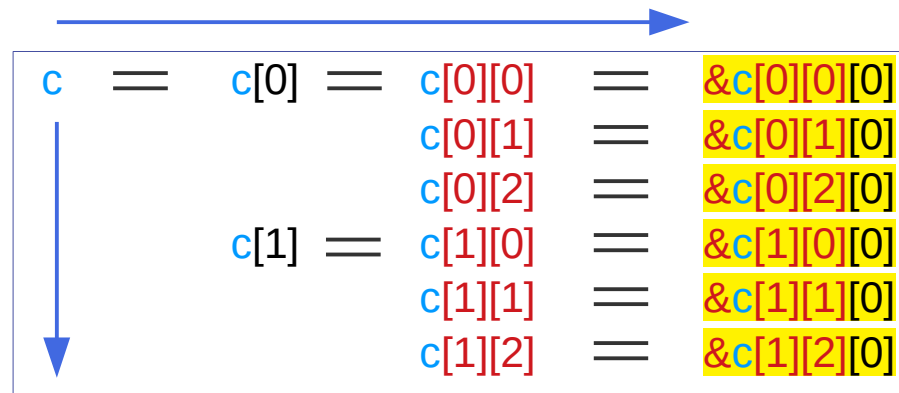 c = c[0] = c[0][0] = &c[0][0][0]
c[0][1] = &c[0][1][0]
c[0][2] = &c[0][2][0]
c[1] = c[1][0] = &c[1][0][0]
c[1][1] = &c[1][1][0]
c[1][2] = &c[1][2][0]